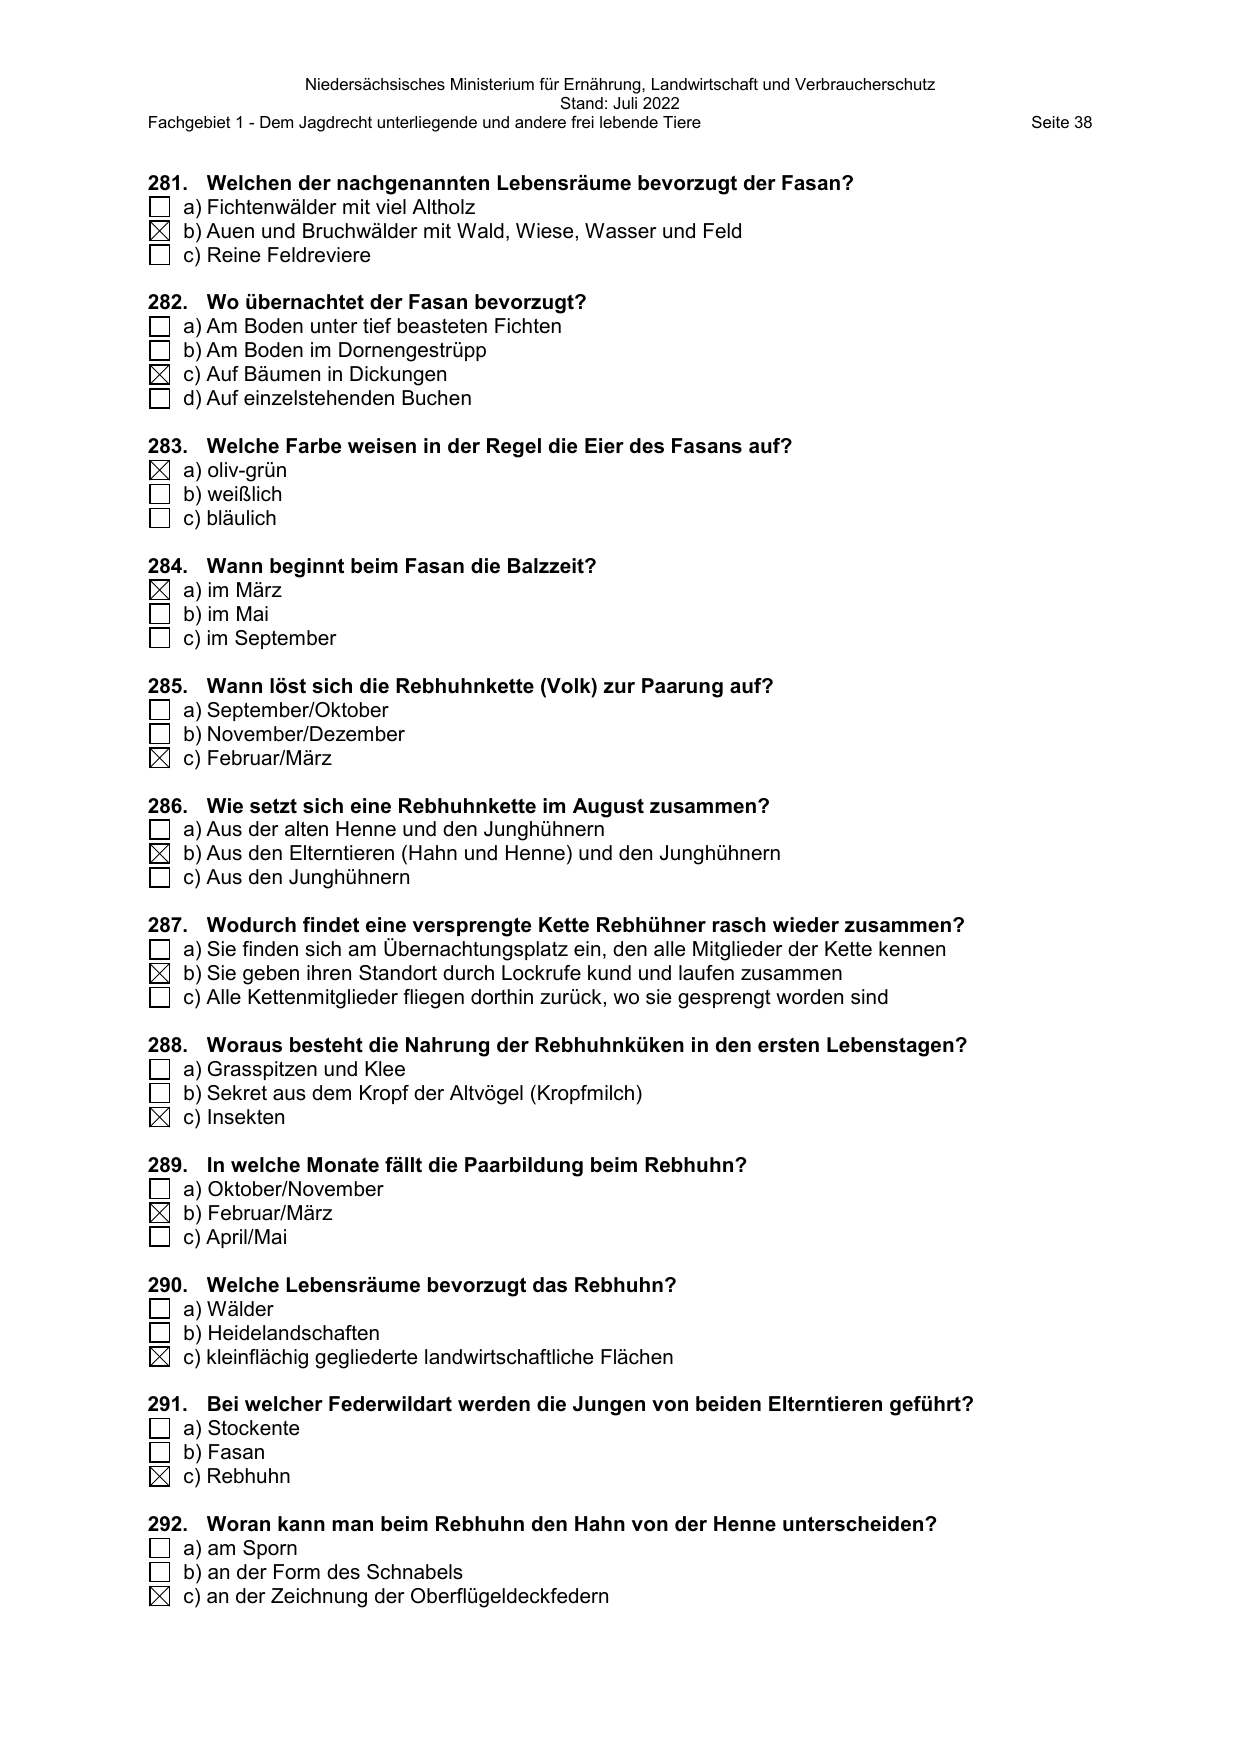 Niedersächsisches Ministerium für Ernährung, Landwirtschaft und Verbraucherschutz
Stand: Juli 2022
Fachgebiet 1 - Dem Jagdrecht unterliegende und andere frei lebende Tiere Seite 38
281. Welchen der nachgenannten Lebensräume bevorzugt der Fasan?
☐ a) Fichtenwälder mit viel Altholz
☒ b) Auen und Bruchwälder mit Wald, Wiese, Wasser und Feld
☐ c) Reine Feldreviere
282. Wo übernachtet der Fasan bevorzugt?
☐ a) Am Boden unter tief beasteten Fichten
☐ b) Am Boden im Dornengestrüpp
☒ c) Auf Bäumen in Dickungen
☐ d) Auf einzelstehenden Buchen
283. Welche Farbe weisen in der Regel die Eier des Fasans auf?
☒ a) oliv-grün
☐ b) weißlich
☐ c) bläulich
284. Wann beginnt beim Fasan die Balzzeit?
☒ a) im März
☐ b) im Mai
☐ c) im September
285. Wann löst sich die Rebhuhnkette (Volk) zur Paarung auf?
☐ a) September/Oktober
☐ b) November/Dezember
☒ c) Februar/März
286. Wie setzt sich eine Rebhuhnkette im August zusammen?
☐ a) Aus der alten Henne und den Junghühnern
☒ b) Aus den Elterntieren (Hahn und Henne) und den Junghühnern
☐ c) Aus den Junghühnern
287. Wodurch findet eine versprengte Kette Rebhühner rasch wieder zusammen?
☐ a) Sie finden sich am Übernachtungsplatz ein, den alle Mitglieder der Kette kennen
☒ b) Sie geben ihren Standort durch Lockrufe kund und laufen zusammen
☐ c) Alle Kettenmitglieder fliegen dorthin zurück, wo sie gesprengt worden sind
288. Woraus besteht die Nahrung der Rebhuhnküken in den ersten Lebenstagen?
☐ a) Grasspitzen und Klee
☐ b) Sekret aus dem Kropf der Altvögel (Kropfmilch)
☒ c) Insekten
289. In welche Monate fällt die Paarbildung beim Rebhuhn?
☐ a) Oktober/November
☒ b) Februar/März
☐ c) April/Mai
290. Welche Lebensräume bevorzugt das Rebhuhn?
☐ a) Wälder
☐ b) Heidelandschaften
☒ c) kleinflächig gegliederte landwirtschaftliche Flächen
291. Bei welcher Federwildart werden die Jungen von beiden Elterntieren geführt?
☐ a) Stockente
☐ b) Fasan
☒ c) Rebhuhn
292. Woran kann man beim Rebhuhn den Hahn von der Henne unterscheiden?
☐ a) am Sporn
☐ b) an der Form des Schnabels
☒ c) an der Zeichnung der Oberflügeldeckfedern